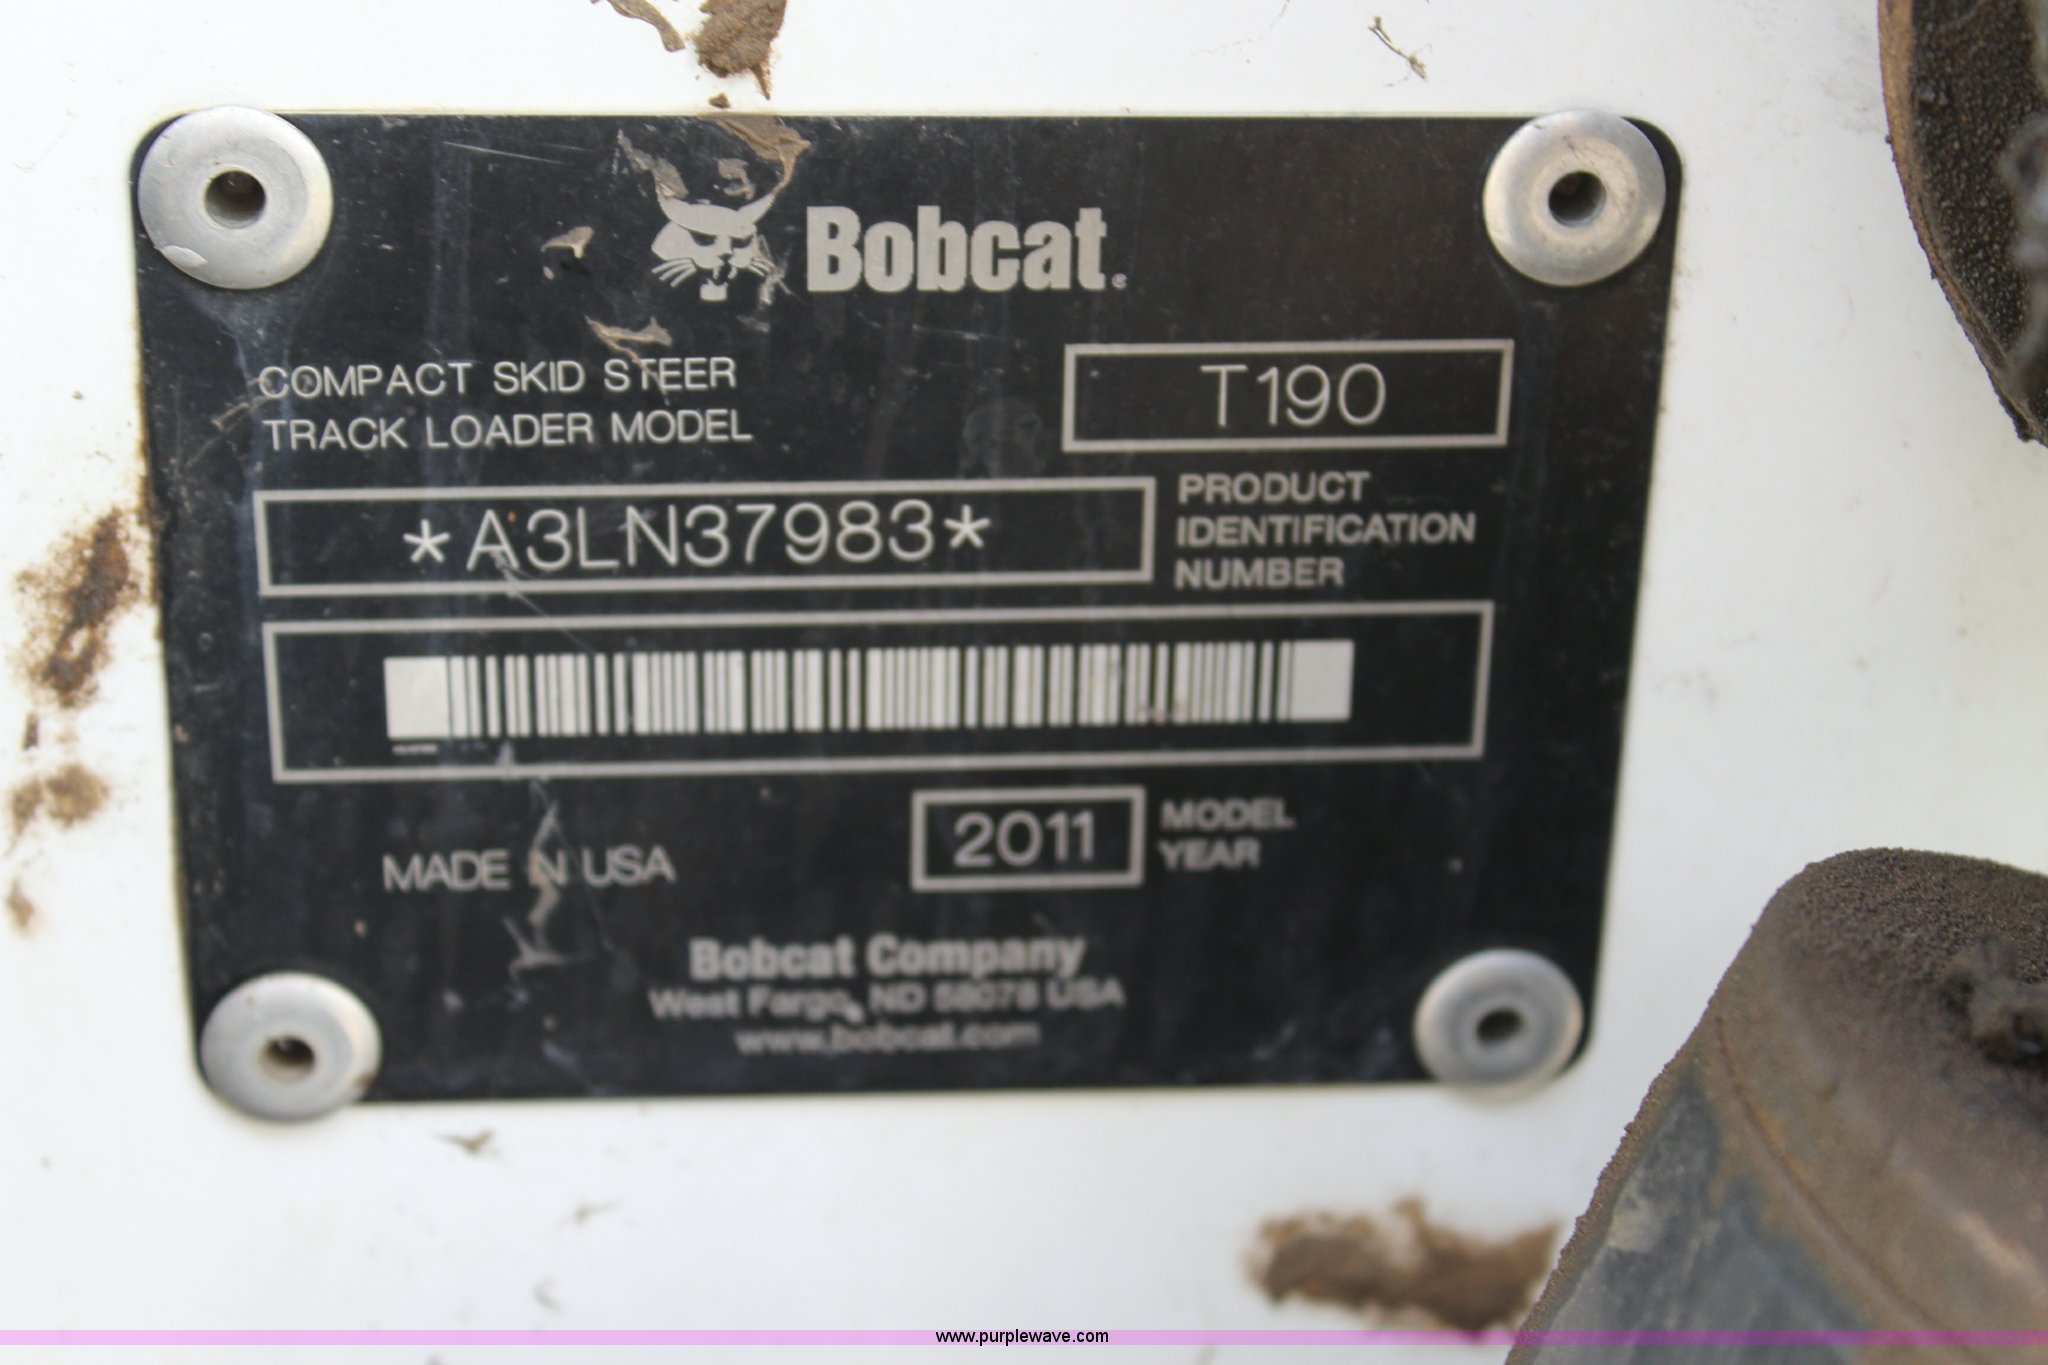 Bobcat
COMPACT SKID STEER
TRACK LOADER MODEL
T190
*A3LN37983*
PRODUCT
IDENTIFICATION
NUMBER
MADE IN USA
2011
MODEL
YEAR
Bobcat Company
West Fargo, ND 58078 USA
www.bobcat.com
www.purplewave.com